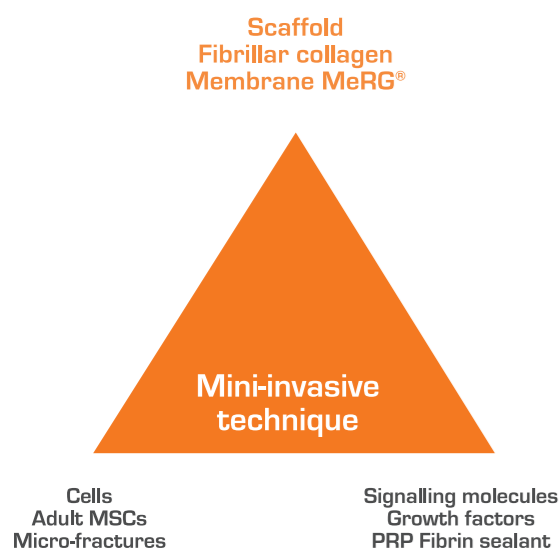 Scaffold
Fibrillar collagen
Membrane MeRG®
Mini-invasive
technique
Cells
Adult MSCs
Micro-fractures
Signalling molecules
Growth factors
PRP Fibrin sealant